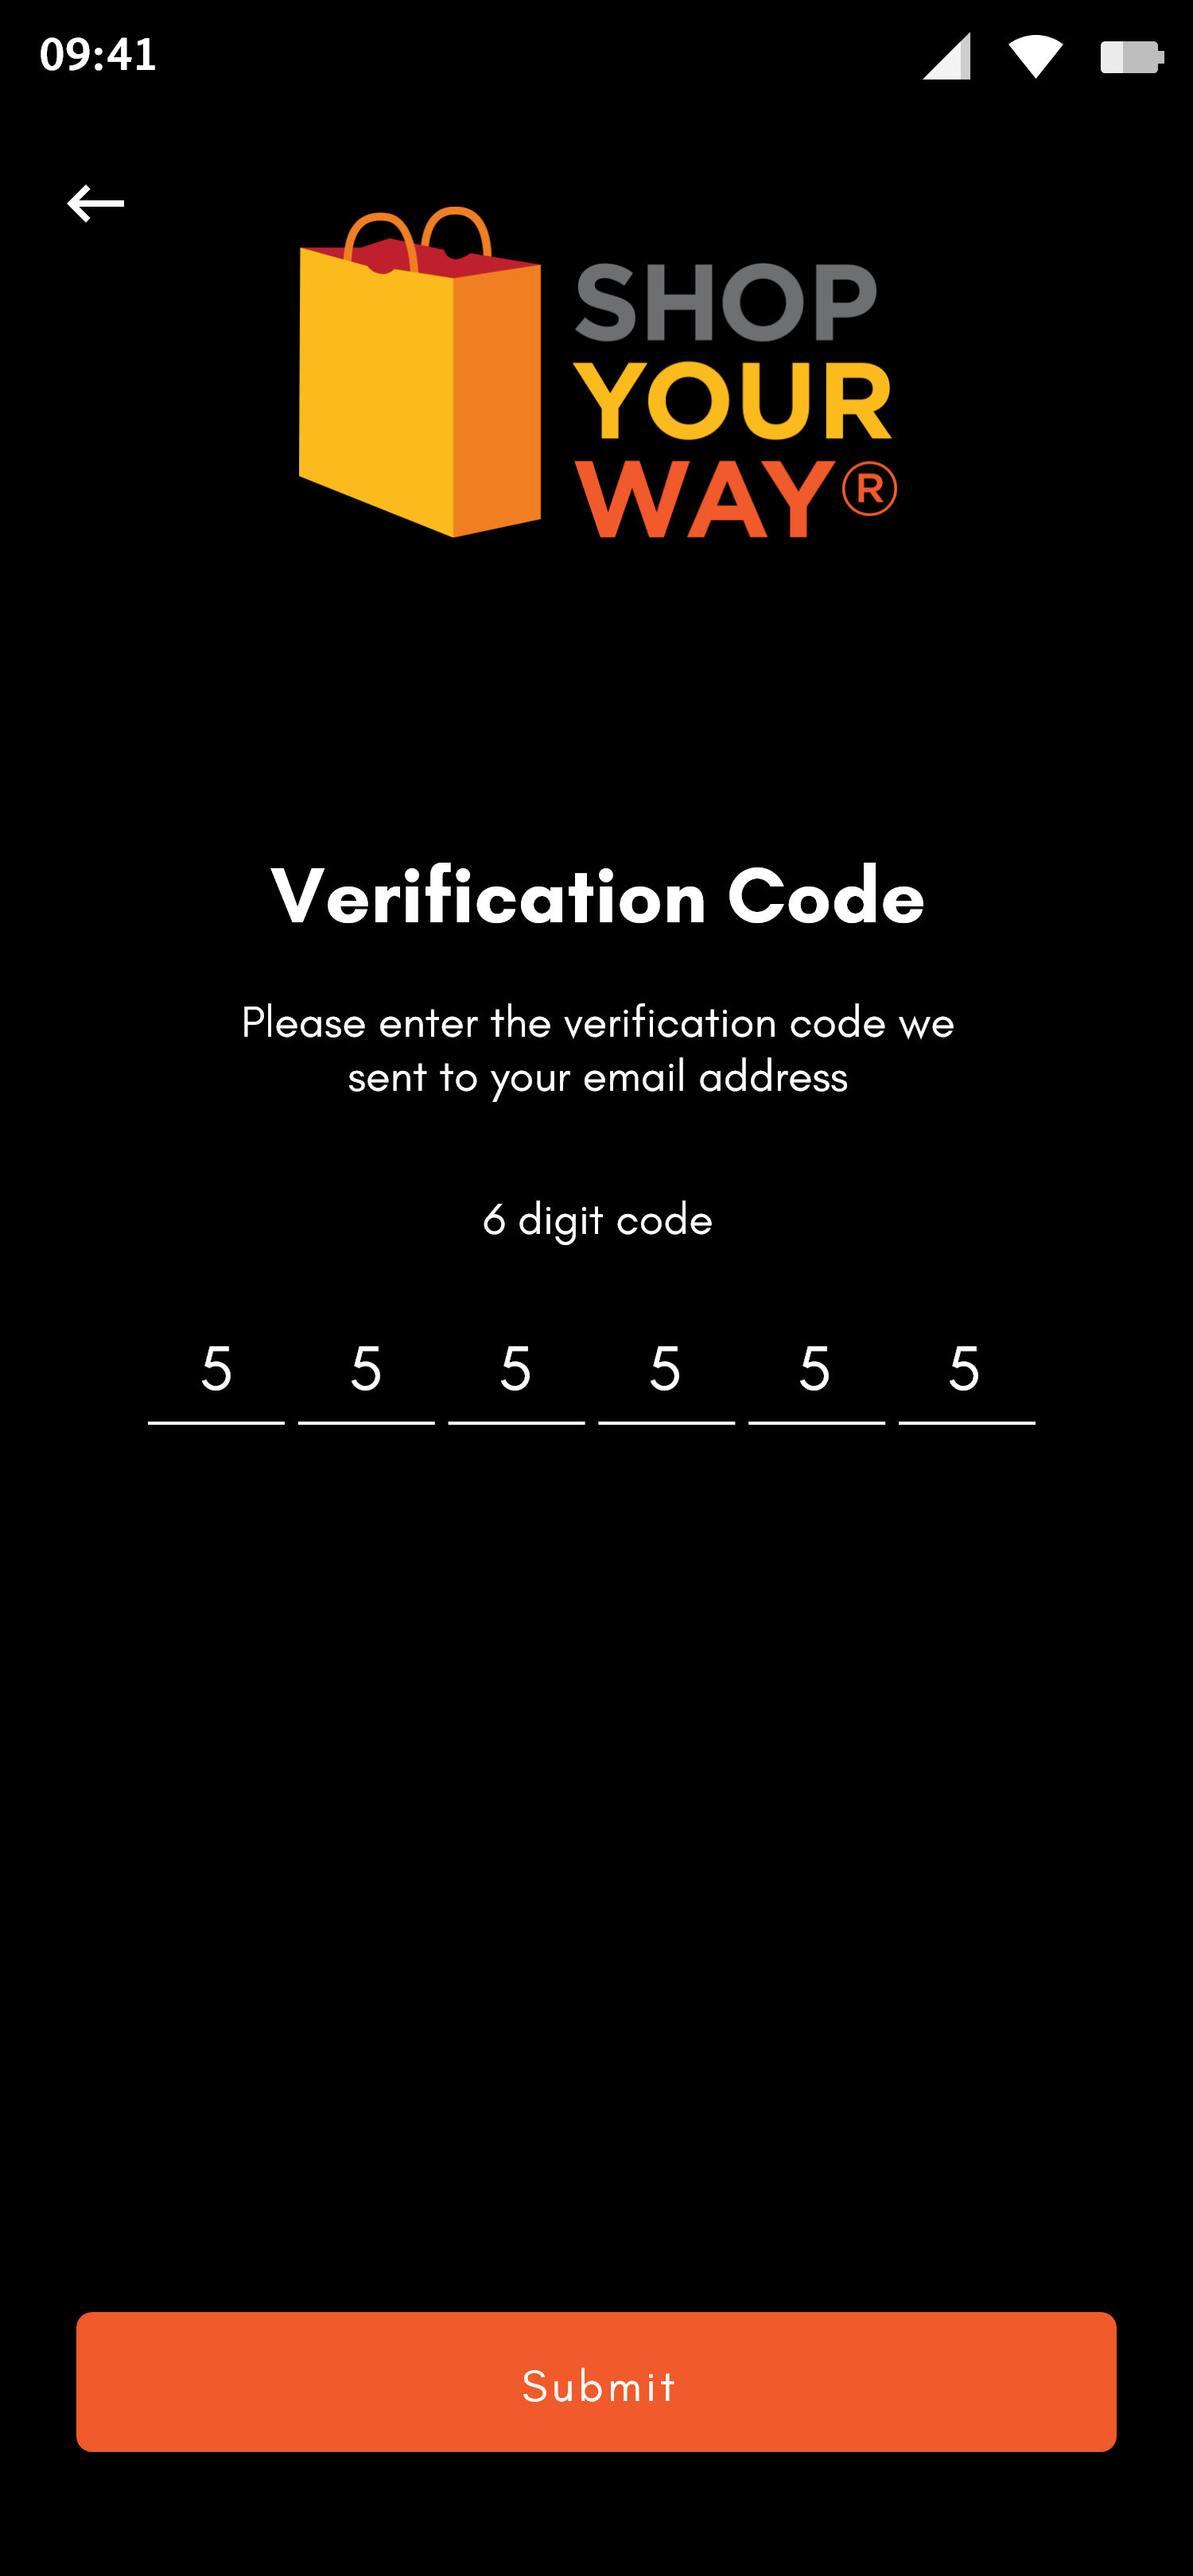 09:41
SHOP
YOUR
WAY®
Verification Code
Please enter the verification code we
sent to your email address
6 digit code
5 5 5 5 5 5
Submit